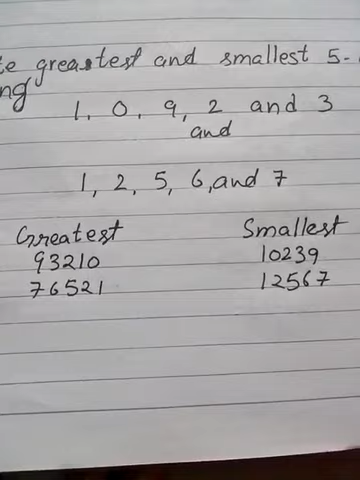 te greatest and smallest 5-
ng
1, 0, 9, 2 and 3
and
1, 2, 5, 6, and 7
Greatest Smallest
93210 10239
76521 12567